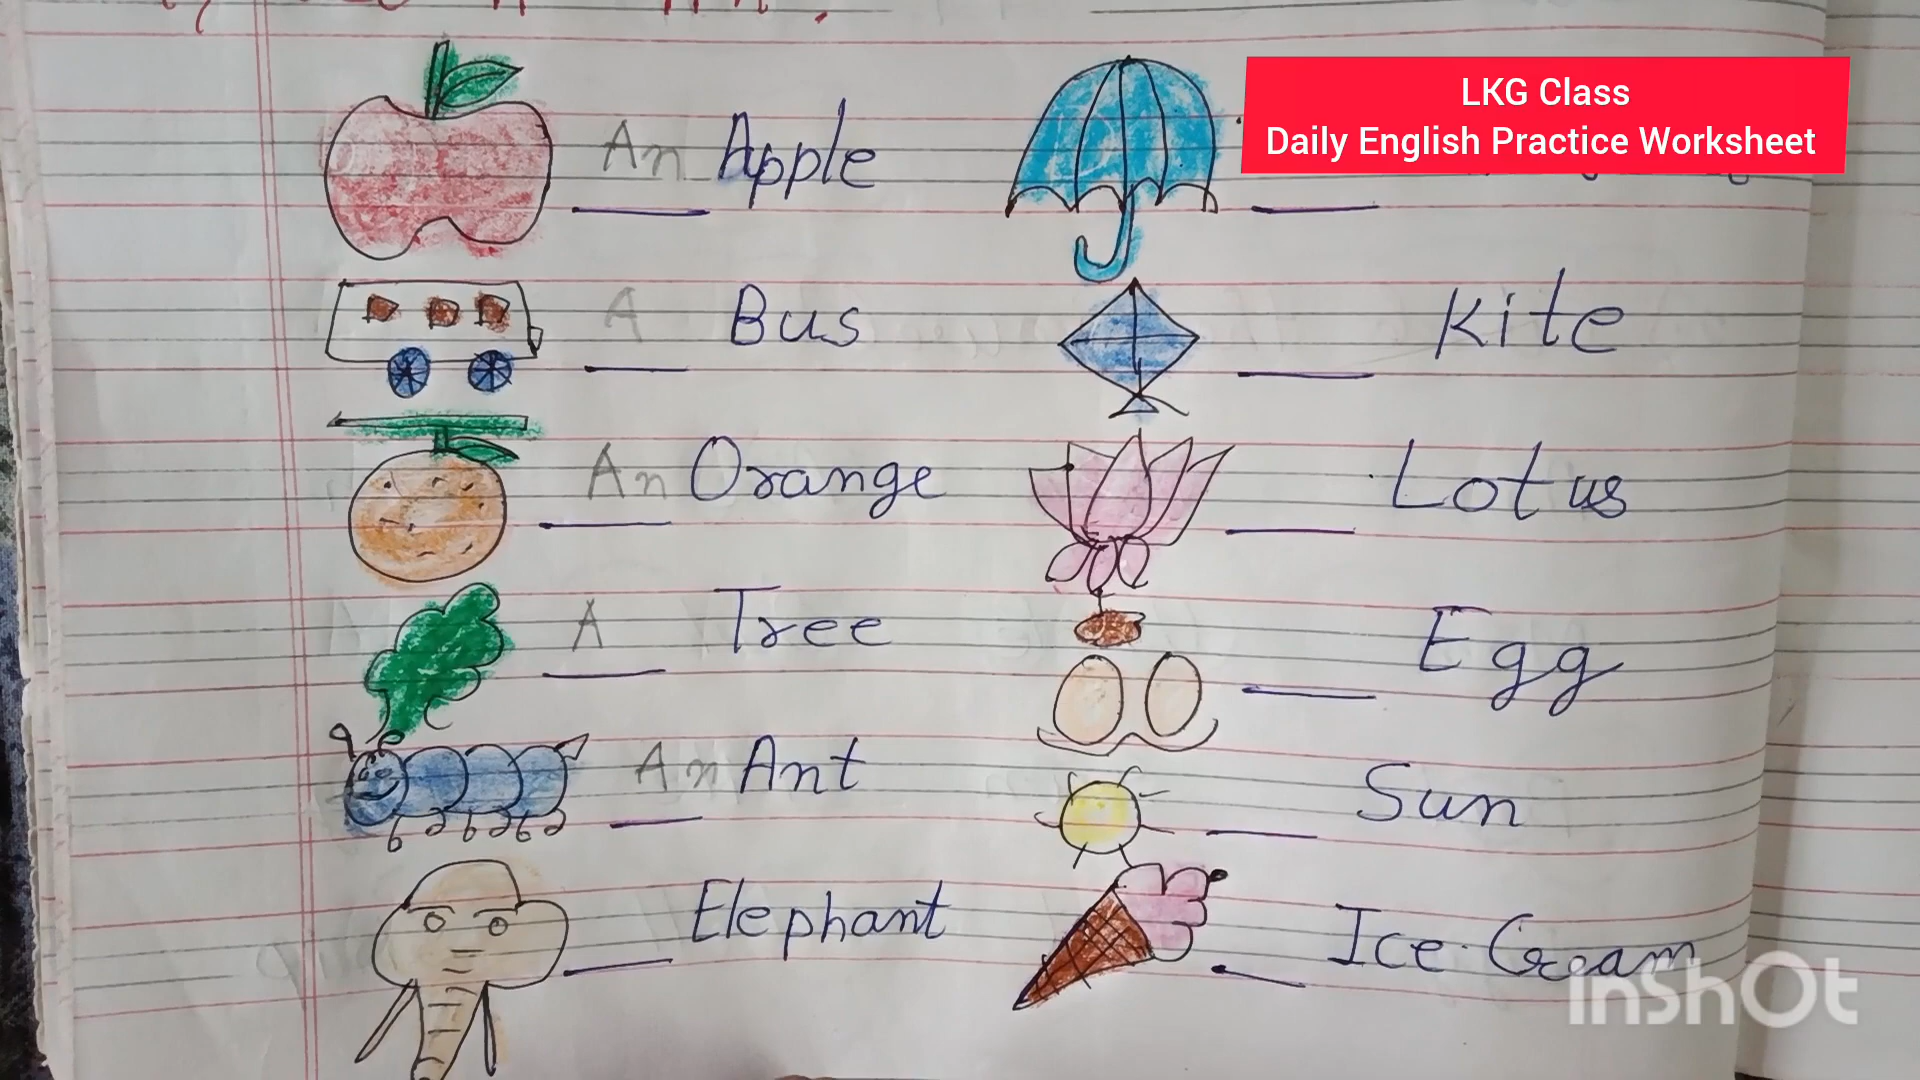 LKG Class
Daily English Practice Worksheet
An Apple
A Bus
Kite
An Orange
Lotus
A Tree
Egg
An Ant
Sun
Elephant
Ice Cream
InShOt